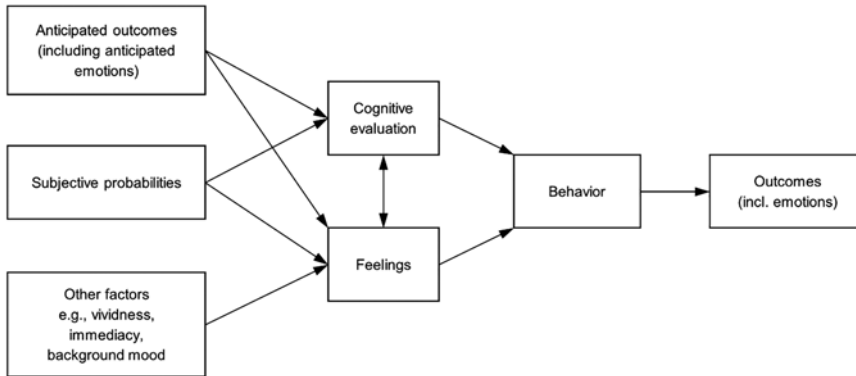 Anticipated outcomes
(including anticipated
emotions)
Cognitive
evaluation
Subjective probabilities
Behavior
Outcomes
(incl. emotions)
Feelings
Other factors
e.g., vividness,
immediacy,
background mood